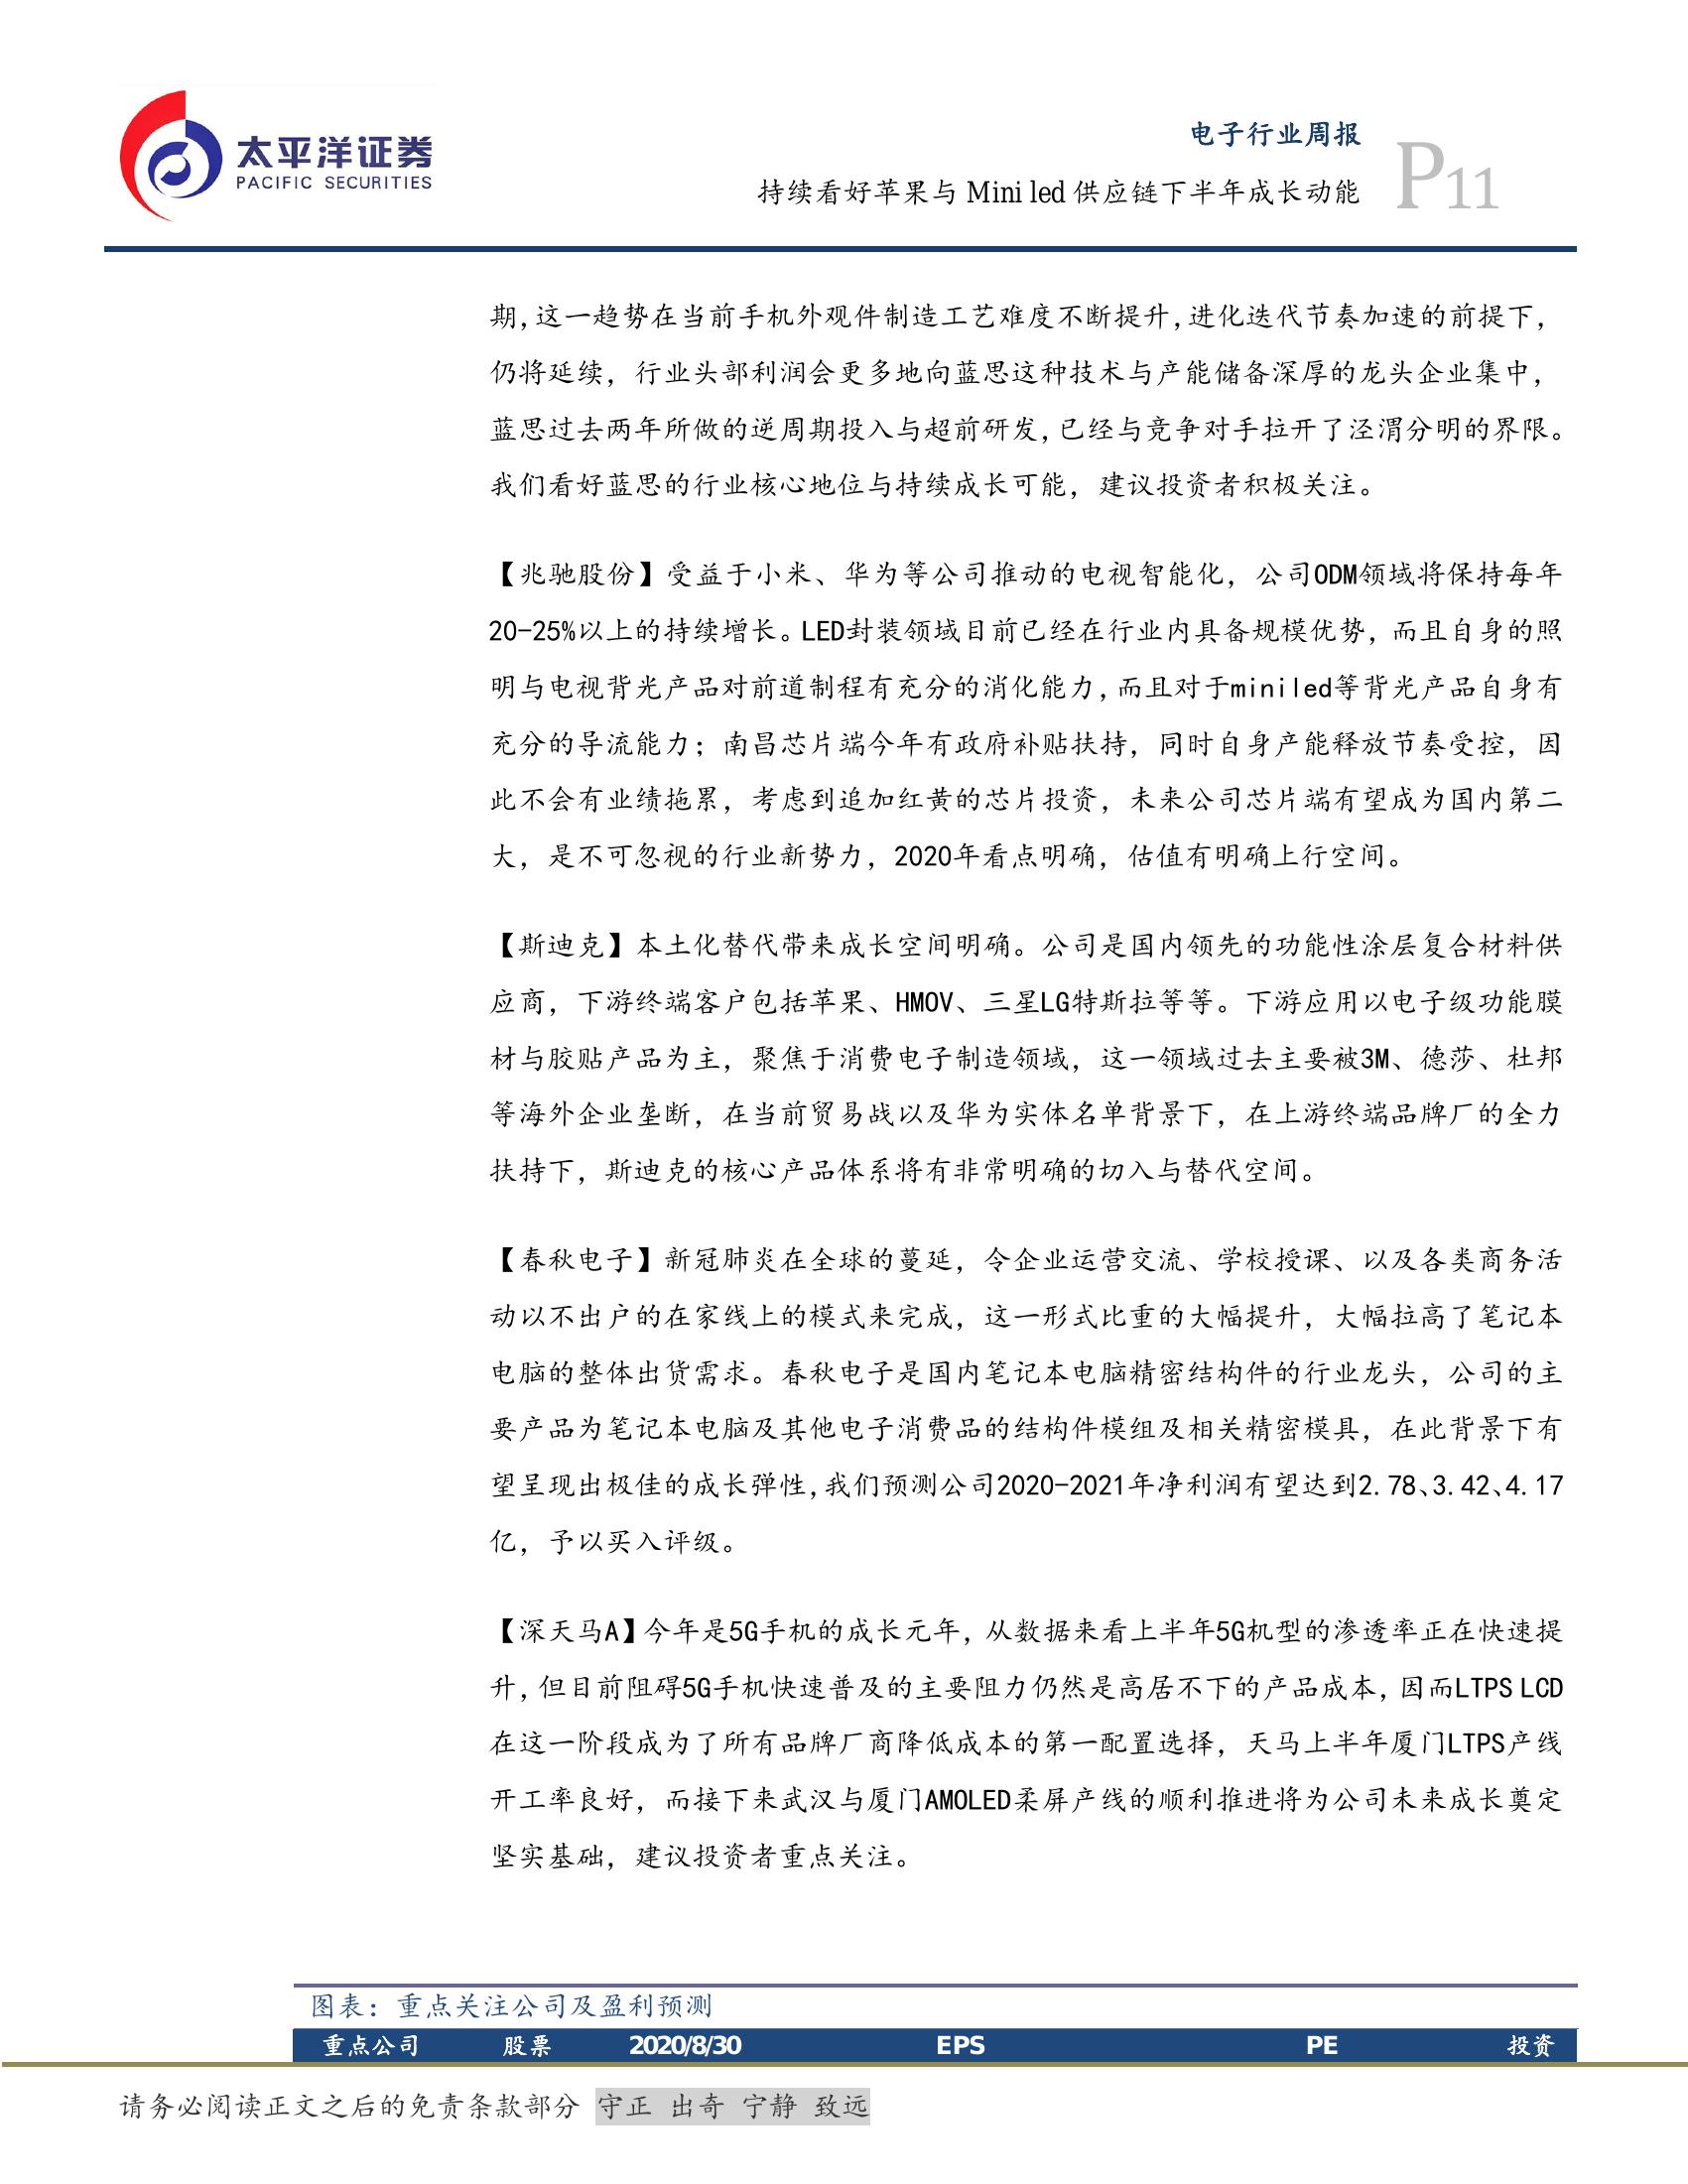 太平洋证券
PACIFIC SECURITIES
电子行业周报
持续看好苹果与 Mini led 供应链下半年成长动能
P11
期,这一趋势在当前手机外观件制造工艺难度不断提升,进化迭代节奏加速的前提下，
仍将延续，行业头部利润会更多地向蓝思这种技术与产能储备深厚的龙头企业集中，
蓝思过去两年所做的逆周期投入与超前研发,已经与竞争对手拉开了泾渭分明的界限。
我们看好蓝思的行业核心地位与持续成长可能，建议投资者积极关注。
【兆驰股份】受益于小米、华为等公司推动的电视智能化，公司ODM领域将保持每年
20-25%以上的持续增长。LED封装领域目前已经在行业内具备规模优势，而且自身的照
明与电视背光产品对前道制程有充分的消化能力,而且对于miniled等背光产品自身有
充分的导流能力；南昌芯片端今年有政府补贴扶持，同时自身产能释放节奏受控，因
此不会有业绩拖累，考虑到追加红黄的芯片投资，未来公司芯片端有望成为国内第二
大，是不可忽视的行业新势力，2020年看点明确，估值有明确上行空间。
【斯迪克】本土化替代带来成长空间明确。公司是国内领先的功能性涂层复合材料供
应商，下游终端客户包括苹果、HMOV、三星LG特斯拉等等。下游应用以电子级功能膜
材与胶贴产品为主，聚焦于消费电子制造领域，这一领域过去主要被3M、德莎、杜邦
等海外企业垄断，在当前贸易战以及华为实体名单背景下，在上游终端品牌厂的全力
扶持下，斯迪克的核心产品体系将有非常明确的切入与替代空间。
【春秋电子】新冠肺炎在全球的蔓延，令企业运营交流、学校授课、以及各类商务活
动以不出户的在家线上的模式来完成，这一形式比重的大幅提升，大幅拉高了笔记本
电脑的整体出货需求。春秋电子是国内笔记本电脑精密结构件的行业龙头，公司的主
要产品为笔记本电脑及其他电子消费品的结构件模组及相关精密模具，在此背景下有
望呈现出极佳的成长弹性,我们预测公司2020-2021年净利润有望达到2.78、3.42、4.17
亿，予以买入评级。
【深天马A】今年是5G手机的成长元年，从数据来看上半年5G机型的渗透率正在快速提
升,但目前阻碍5G手机快速普及的主要阻力仍然是高居不下的产品成本,因而LTPS LCD
在这一阶段成为了所有品牌厂商降低成本的第一配置选择，天马上半年厦门LTPS产线
开工率良好，而接下来武汉与厦门AMOLED柔屏产线的顺利推进将为公司未来成长奠定
坚实基础，建议投资者重点关注。
图表：重点关注公司及盈利预测
重点公司 股票 2020/8/30 EPS PE 投资
请务必阅读正文之后的免责条款部分 守正 出奇 宁静 致远